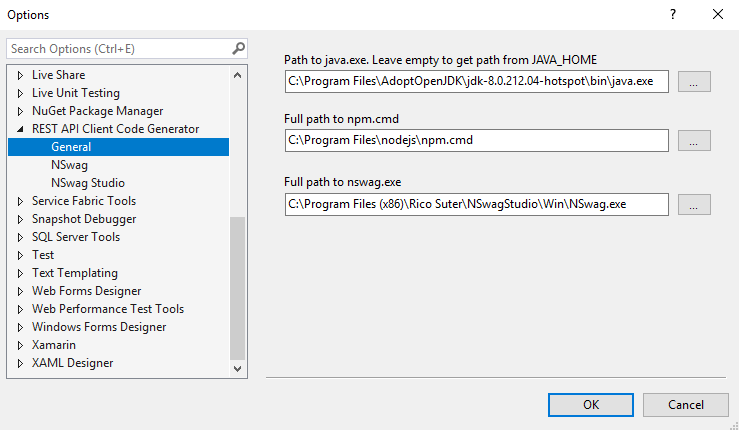 Options
?
Search Options (Ctrl+E)
Live Share
Live Unit Testing
NuGet Package Manager
REST API Client Code Generator
General
NSwag
NSwag Studio
Service Fabric Tools
Snapshot Debugger
SQL Server Tools
Test
Text Templating
Web Forms Designer
Web Performance Test Tools
Windows Forms Designer
Xamarin
XAML Designer
Path to java.exe. Leave empty to get path from JAVA_HOME
C:\Program Files\AdoptOpenJDK\jdk-8.0.212.04-hotspot\bin\java.exe
...
Full path to npm.cmd
C:\Program Files\nodejs\npm.cmd
...
Full path to nswag.exe
C:\Program Files (x86)\Rico Suter\NSwagStudio\Win\NSwag.exe
...
OK
Cancel